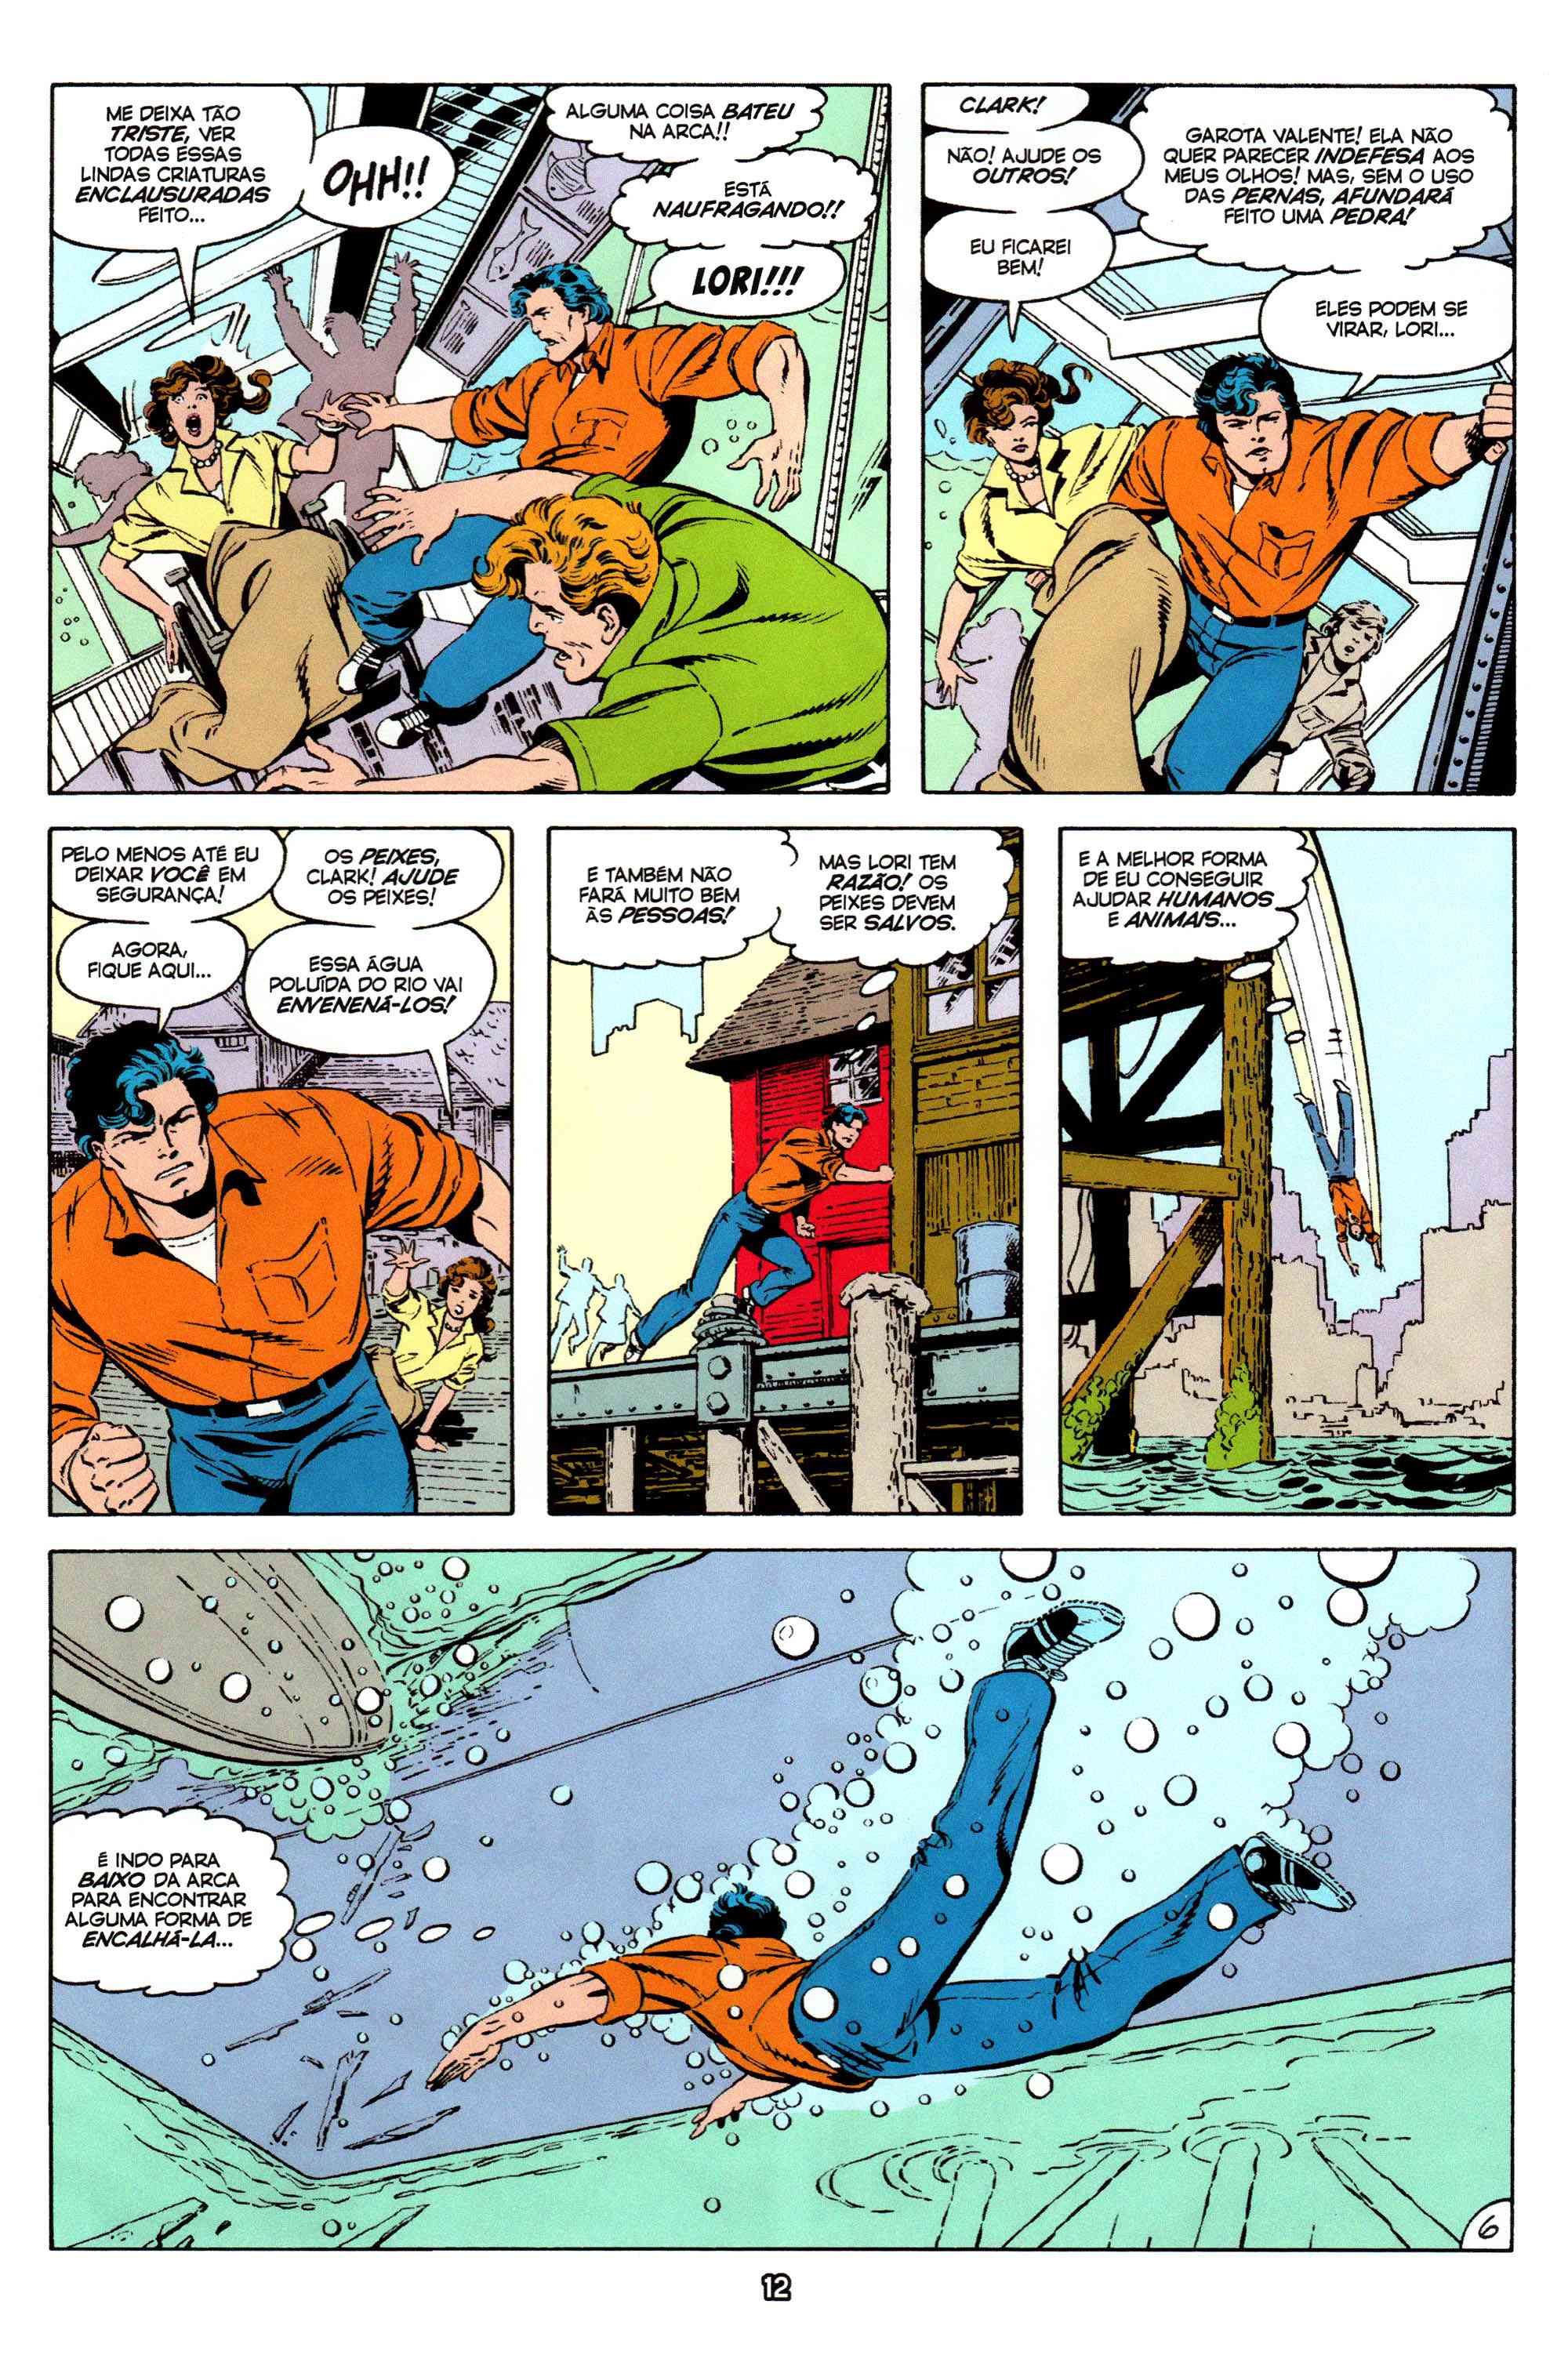 ME DEIXA TÃO
TRISTE, VER
TODAS ESSAS
LINDAS CRIATURAS
ENCLAUSURADAS
FEITO...
OHH!!
ALGUMA COISA BATEU
NA ARCA!!
ESTÁ
NAUFRAGANDO!!
LORI!!!
CLARK!
NÃO! AJUDE OS
OUTROS!
EU FICAREI
BEM!
GAROTA VALENTE! ELA NÃO
QUER PARECER INDEFESA AOS
MEUS OLHOS! MAS, SEM O USO
DAS PERNAS, AFUNDARÁ
FEITO UMA PEDRA!
ELES PODEM SE
VIRAR, LORI...
PELO MENOS ATÉ EU
DEIXAR VOCÊ EM
SEGURANÇA!
AGORA,
FIQUE AQUI...
OS PEIXES,
CLARK! AJUDE
OS PEIXES!
ESSA ÁGUA
POLUÍDA DO RIO VAI
ENVENENÁ-LOS!
E TAMBÉM NÃO
FARÁ MUITO BEM
ÀS PESSOAS!
MAS LORI TEM
RAZÃO! OS
PEIXES DEVEM
SER SALVOS.
E A MELHOR FORMA
DE EU CONSEGUIR
AJUDAR HUMANOS
E ANIMAIS...
É INDO PARA
BAIXO DA ARCA
PARA ENCONTRAR
ALGUMA FORMA DE
ENCALHÁ-LA...
6
12